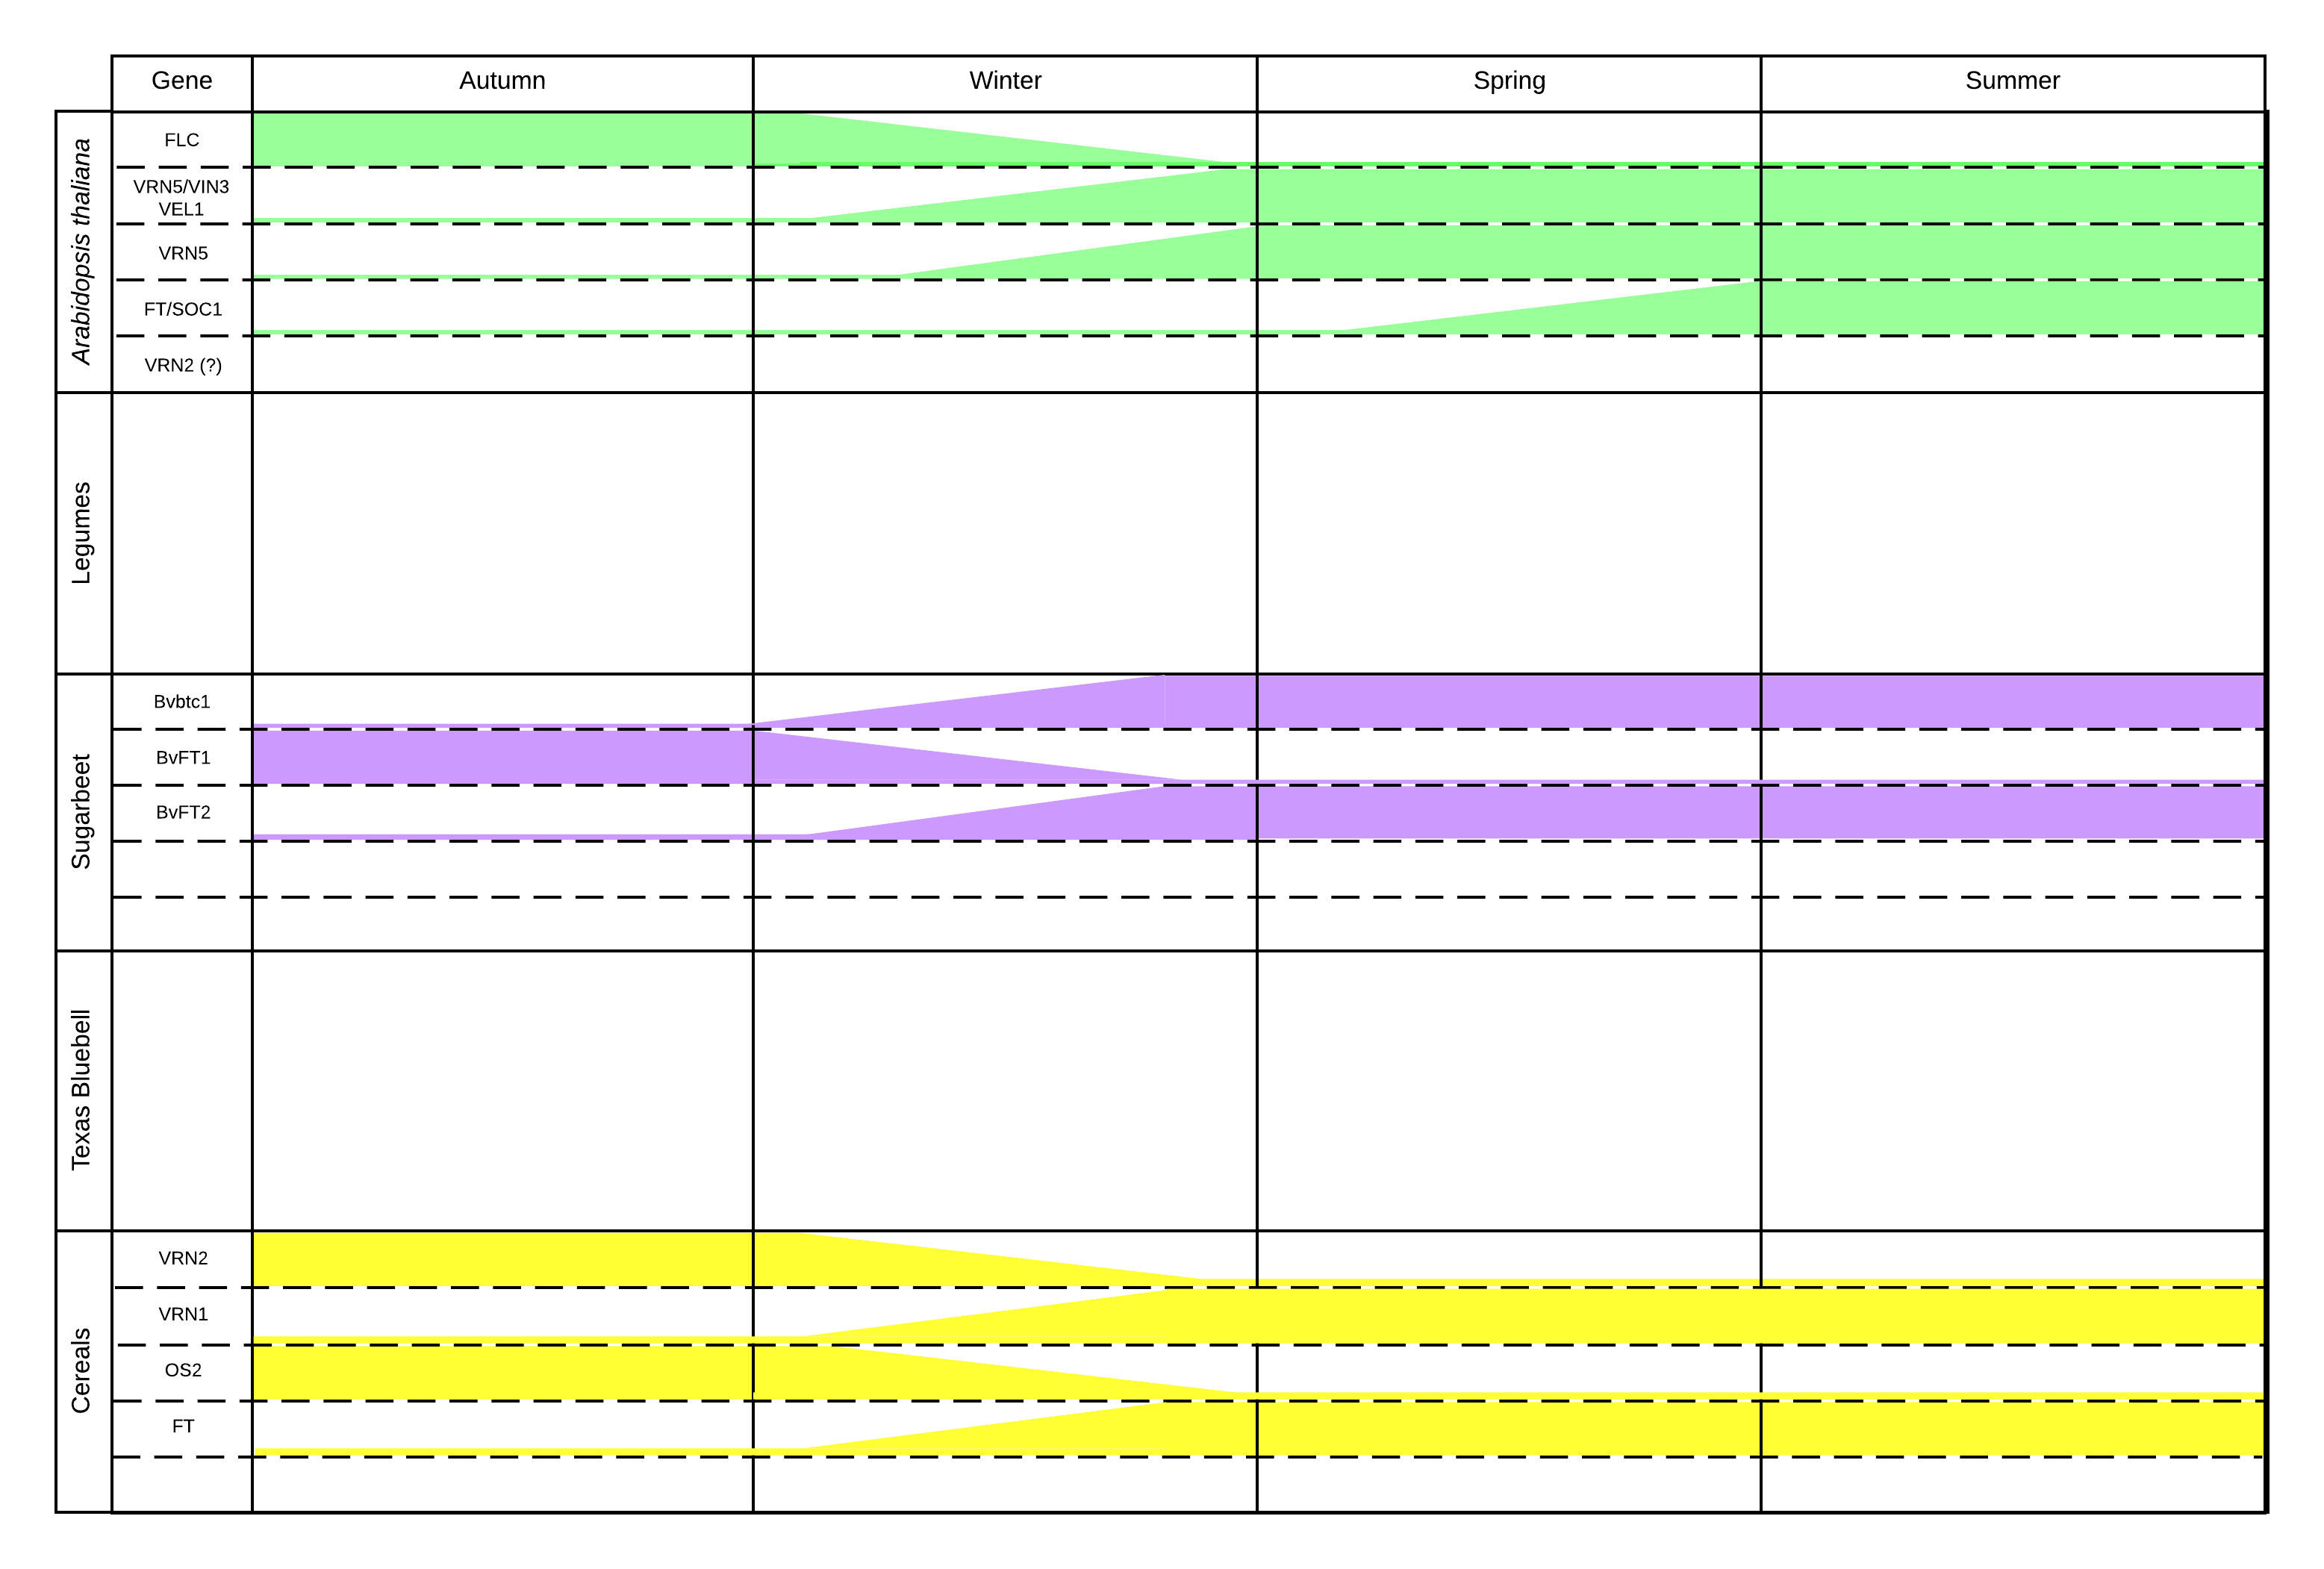 Gene
Autumn
Winter
Spring
Summer
Arabidopsis thaliana
FLC
VRN5/VIN3
VEL1
VRN5
FT/SOC1
VRN2 (?)
Legumes
Sugarbeet
Bvbtc1
BvFT1
BvFT2
Texas Bluebell
Cereals
VRN2
VRN1
OS2
FT